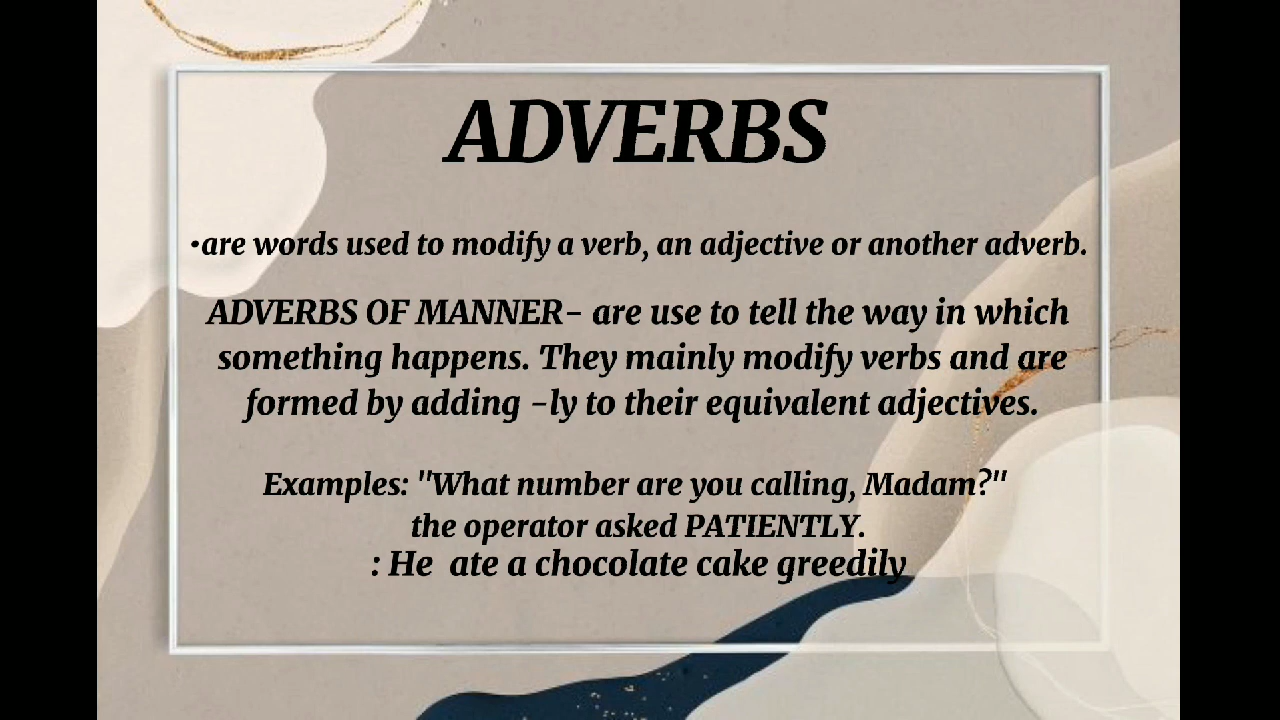 ADVERBS
•are words used to modify a verb, an adjective or another adverb.
ADVERBS OF MANNER- are use to tell the way in which
something happens. They mainly modify verbs and are
formed by adding -ly to their equivalent adjectives.
Examples: "What number are you calling, Madam?"
the operator asked PATIENTLY.
: He  ate a chocolate cake greedily